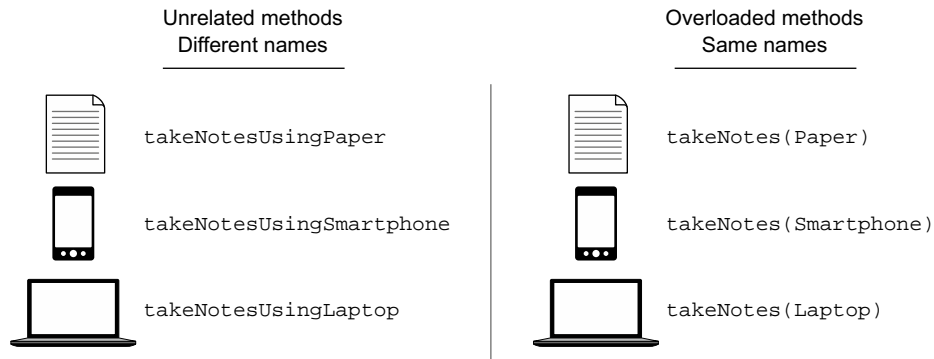 Unrelated methods
Different names
takeNotesUsingPaper
takeNotesUsingSmartphone
takeNotesUsingLaptop
Overloaded methods
Same names
takeNotes(Paper)
takeNotes(Smartphone)
takeNotes(Laptop)